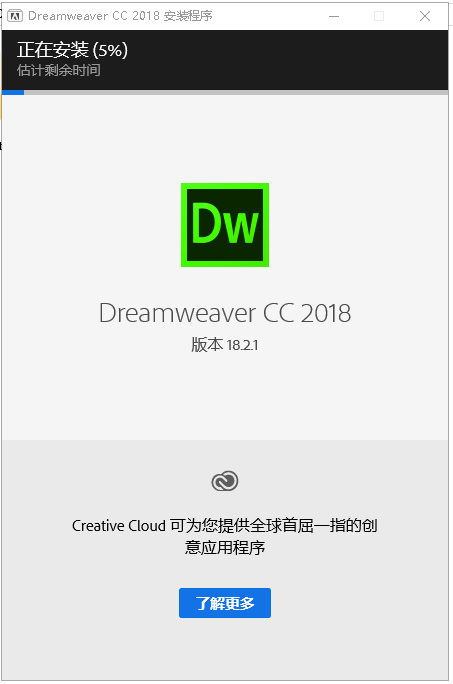 Dreamweaver CC 2018 安装程序
正在安装 (5%)
估计剩余时间
Dw
Dreamweaver CC 2018
版本 18.2.1
Creative Cloud 可为您提供全球首屈一指的创
意应用程序
了解更多